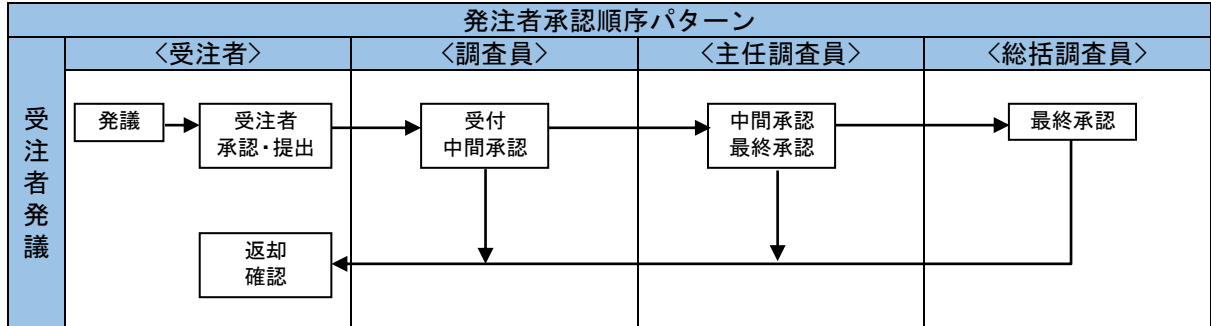 発注者承認順序パターン
<受注者>
<調査員>
<主任調査員>
<総括調査員>
受注者発議
発議
受注者
承認・提出
受付
中間承認
中間承認
最終承認
最終承認
返却
確認